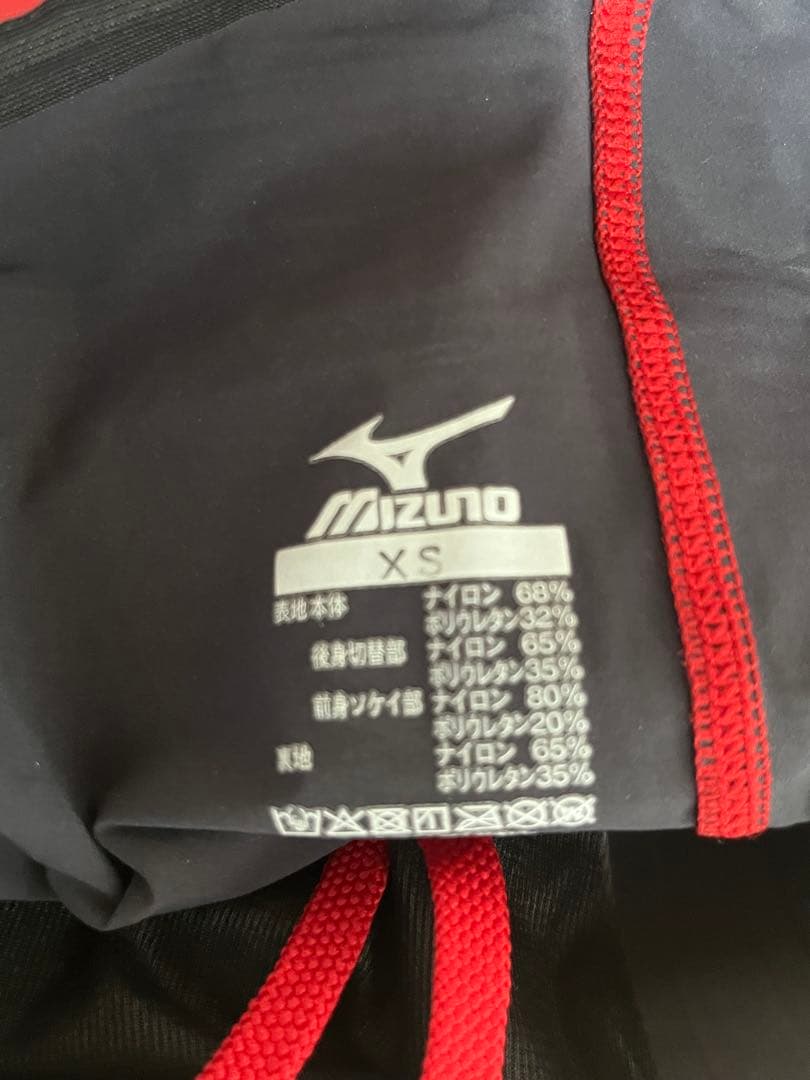 MIZUNO
XS
表地本体 ナイロン 68%
ポリウレタン32%
後身切替部 ナイロン 65%
ポリウレタン35%
前身ソケイ部 ナイロン 80%
ポリウレタン20%
裏地 ナイロン 65%
ポリウレタン35%